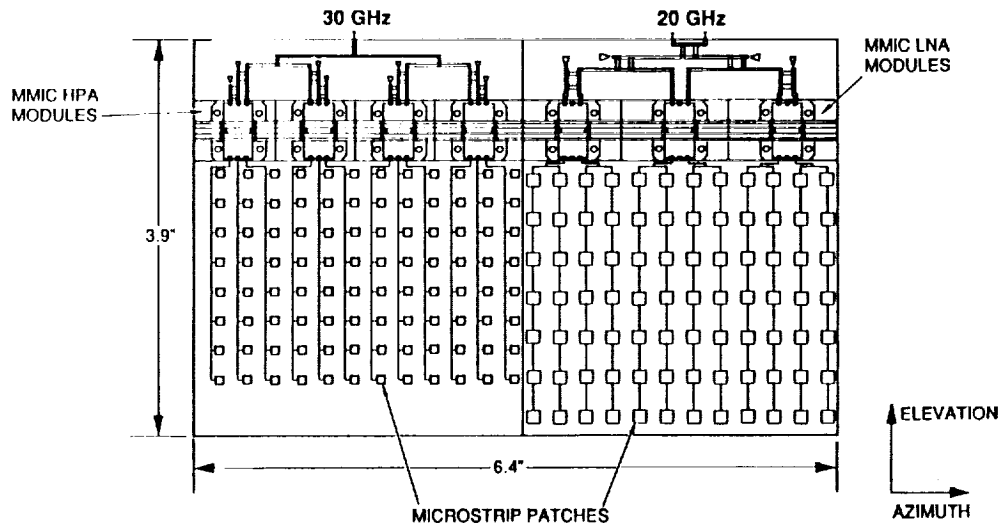 30 GHz
20 GHz
MMIC LNA
MODULES
MMIC HPA
MODULES
3.9"
ELEVATION
6.4"
AZIMUTH
MICROSTRIP PATCHES